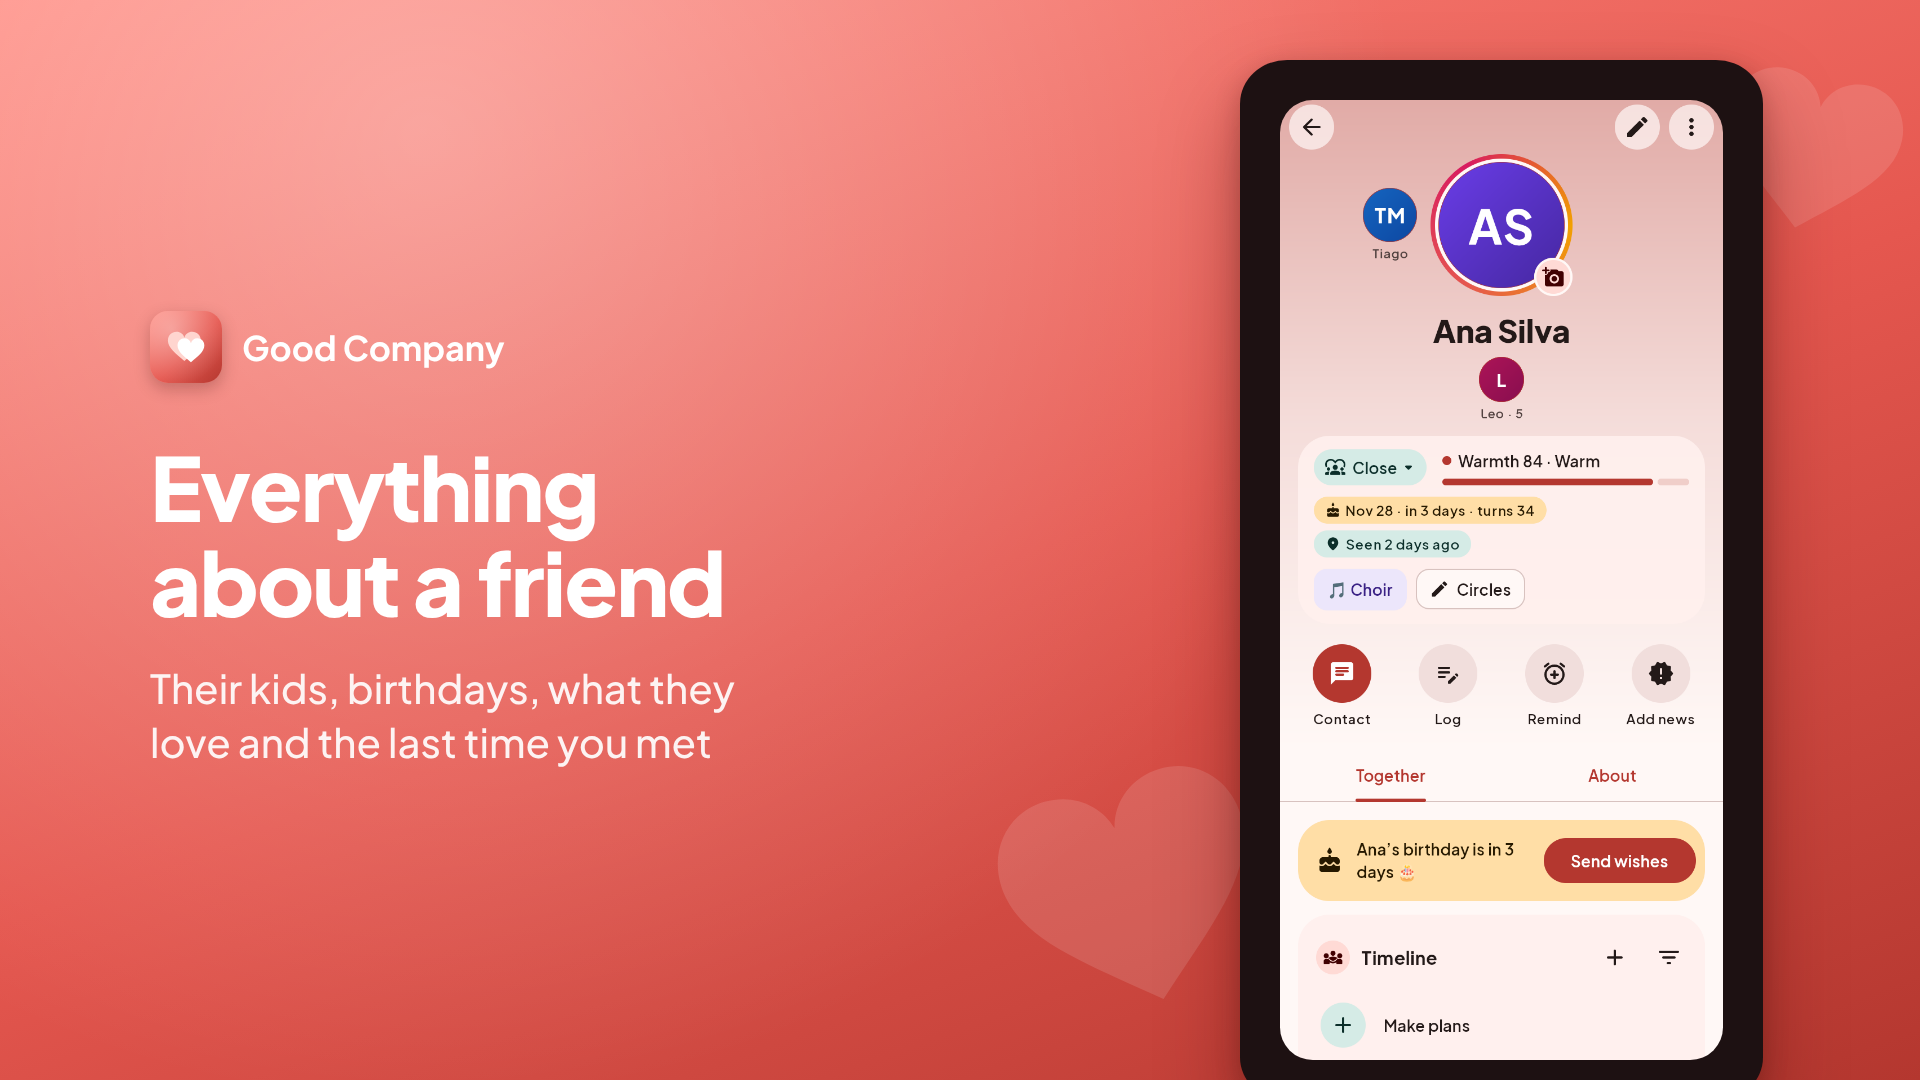 Good Company
Everything
about a friend
Their kids, birthdays, what they
love and the last time you met
TM
Tiago
AS
Ana Silva
L
Leo · 5
Close
Warmth 84 · Warm
Nov 28 · in 3 days · turns 34
Seen 2 days ago
🎵 Choir
Circles
Contact
Log
Remind
Add news
Together
About
Ana’s birthday is in 3
days 🎂
Send wishes
Timeline
Make plans